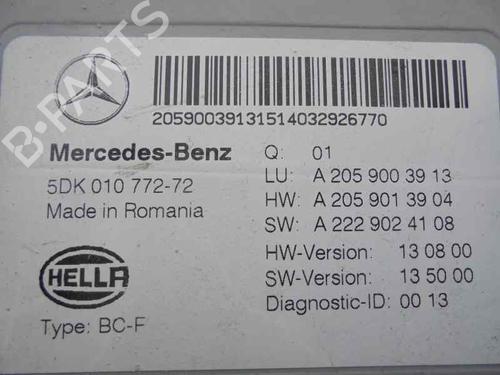 20590039131514032926770
Mercedes-Benz
Q: 01
5DK 010 772-72
LU: A 205 900 39 13
Made in Romania
HW: A 205 901 39 04
SW: A 222 902 41 08
HELLA
HW-Version: 13 08 00
SW-Version: 13 50 00
Type: BC-F
Diagnostic-ID: 00 13
B-PARTS